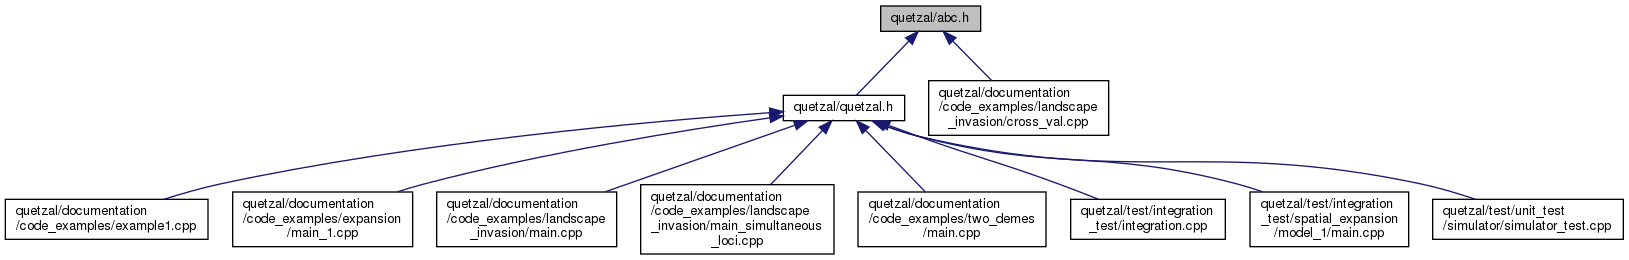 quetzal/abc.h
quetzal/quetzal.h
quetzal/documentation
/code_examples/landscape
_invasion/cross_val.cpp
quetzal/documentation
/code_examples/example1.cpp
quetzal/documentation
/code_examples/expansion
/main_1.cpp
quetzal/documentation
/code_examples/landscape
_invasion/main.cpp
quetzal/documentation
/code_examples/landscape
_invasion/main_simultaneous
_loci.cpp
quetzal/documentation
/code_examples/two_demes
/main.cpp
quetzal/test/integration
_test/integration.cpp
quetzal/test/integration
_test/spatial_expansion
/model_1/main.cpp
quetzal/test/unit_test
/simulator/simulator_test.cpp